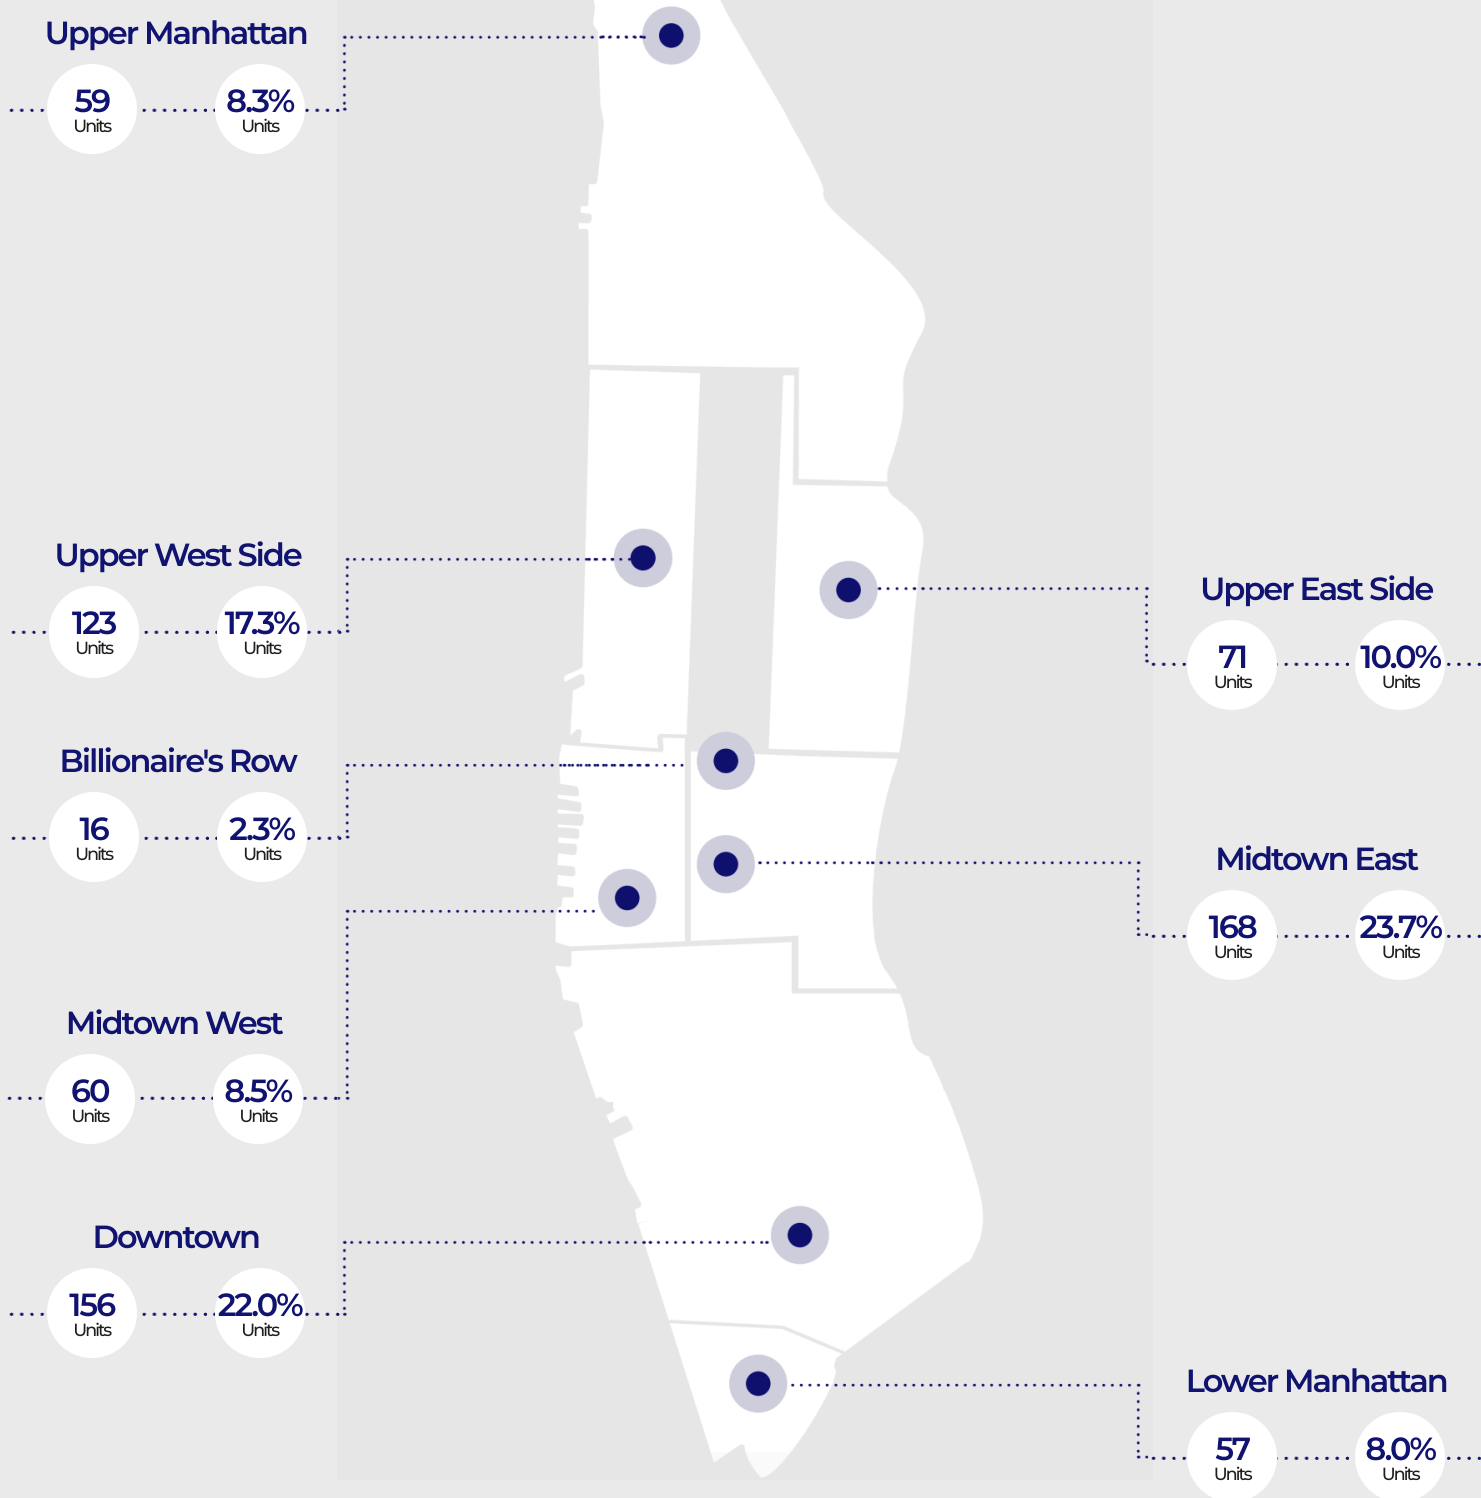 Upper Manhattan
59 8.3%
Units Units
Upper West Side
123 17.3%
Units Units
Upper East Side
71 10.0%
Units Units
Billionaire's Row
16 2.3%
Units Units
Midtown East
168 23.7%
Units Units
Midtown West
60 8.5%
Units Units
Downtown
156 22.0%
Units Units
Lower Manhattan
57 8.0%
Units Units